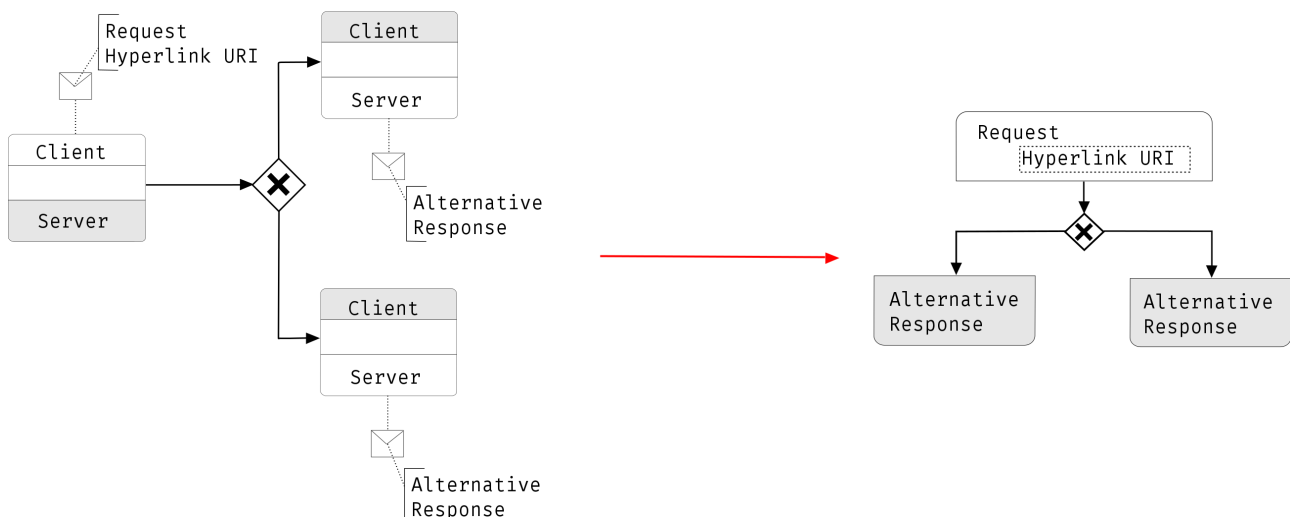 Request
Hyperlink URI
Client
Server
Client
Server
Alternative
Response
Client
Server
Alternative
Response
Request
Hyperlink URI
Alternative
Response
Alternative
Response